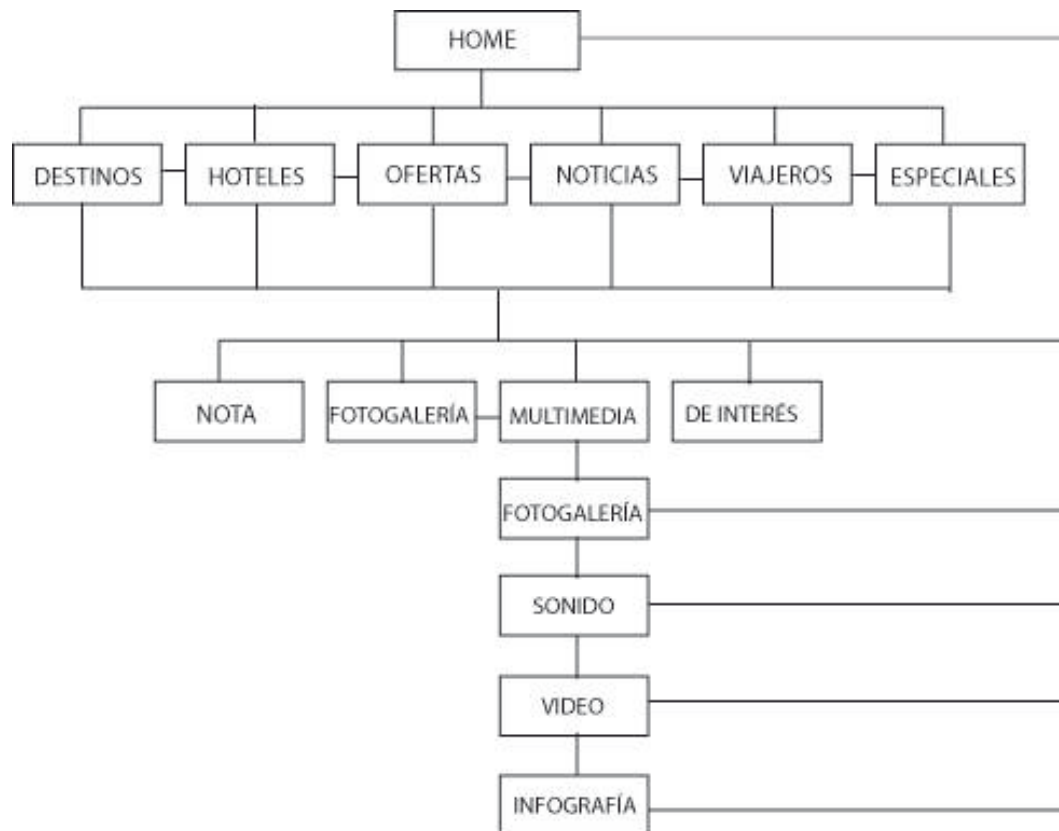 HOME
DESTINOS
HOTELES
OFERTAS
NOTICIAS
VIAJEROS
ESPECIALES
NOTA
FOTOGALERÍA
MULTIMEDIA
DE INTERÉS
FOTOGALERÍA
SONIDO
VIDEO
INFOGRAFÍA